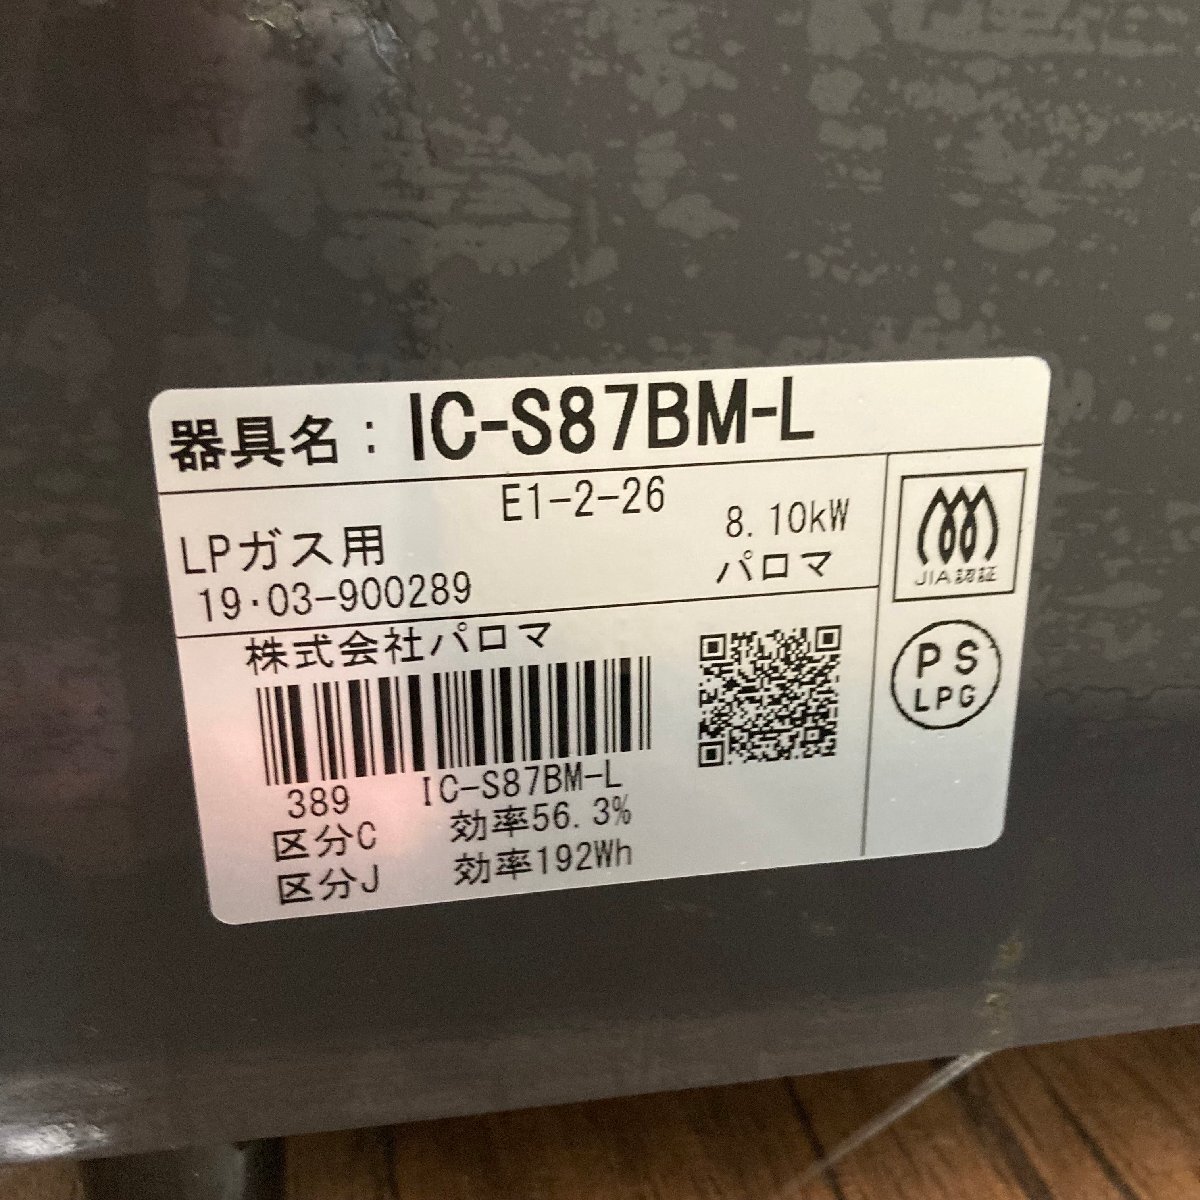 器具名：IC-S87BM-L
E1-2-26
LPガス用
8.10kW
19･03-900289
パロマ
株式会社パロマ
389 IC-S87BM-L
区分C 効率56.3%
区分J 効率192Wh
JIA認証
PS
LPG